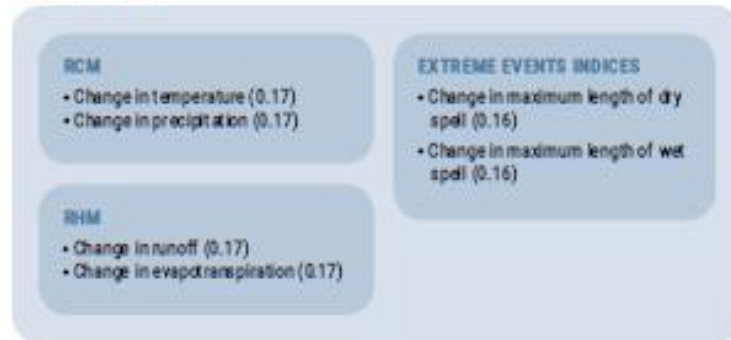 RCM
• Change in temperature (0.17)
• Change in precipitation (0.17)
RHM
• Change in runoff (0.17)
• Change in evapotranspiration (0.17)
EXTREME EVENTS INDICES
• Change in maximum length of dry
spell (0.16)
• Change in maximum length of wet
spell (0.16)